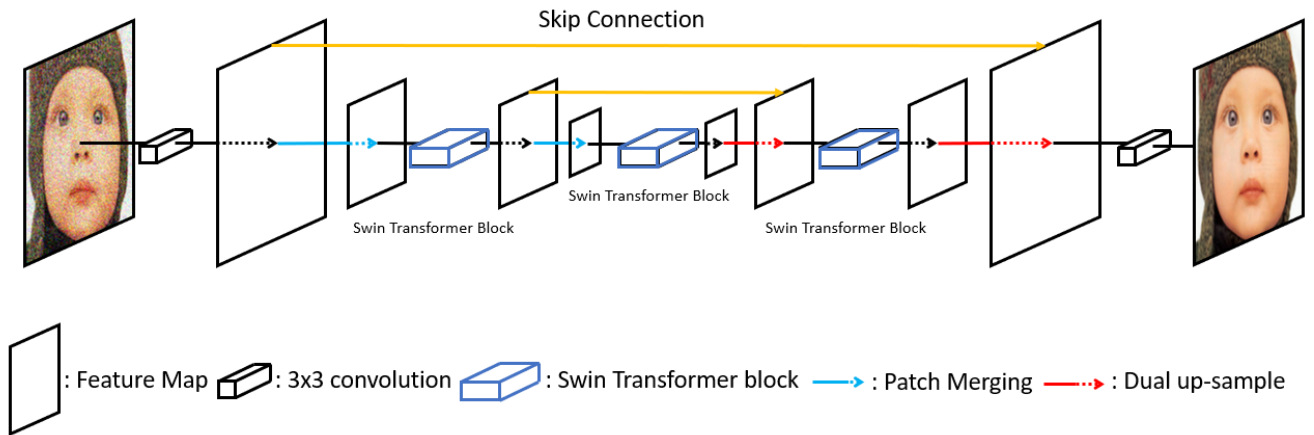 Skip Connection
Swin Transformer Block
Swin Transformer Block
Swin Transformer Block
: Feature Map
: 3x3 convolution
: Swin Transformer block
: Patch Merging
: Dual up-sample